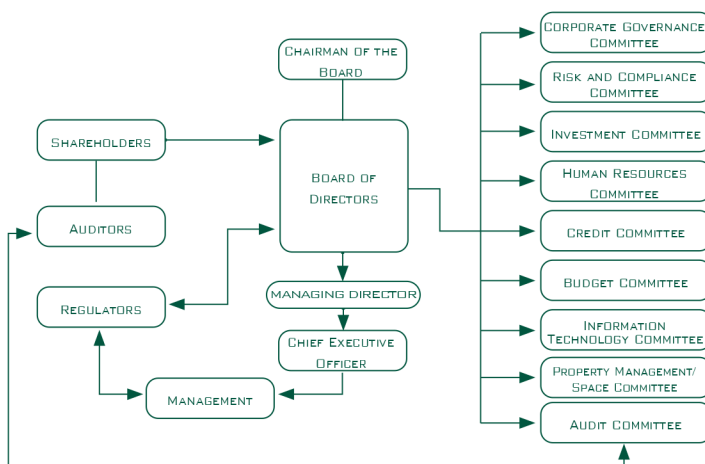 CHAIRMAN OF THE
BOARD
SHAREHOLDERS
BOARD OF
DIRECTORS
AUDITORS
REGULATORS
MANAGING DIRECTOR
CHIEF EXECUTIVE
OFFICER
MANAGEMENT
CORPORATE GOVERNANCE
COMMITTEE
RISK AND COMPLIANCE
COMMITTEE
INVESTMENT COMMITTEE
HUMAN RESOURCES
COMMITTEE
CREDIT COMMITTEE
BUDGET COMMITTEE
INFORMATION
TECHNOLOGY COMMITTEE
PROPERTY MANAGEMENT/
SPACE COMMITTEE
AUDIT COMMITTEE